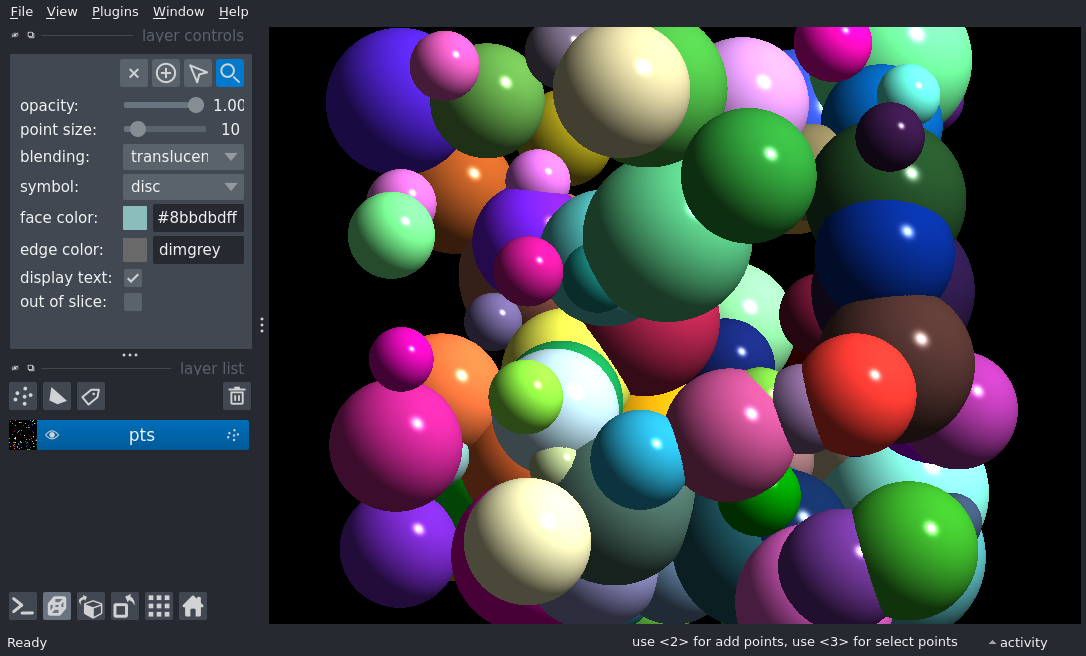 File View Plugins Window Help
layer controls
opacity: 1.00
point size: 10
blending: translucen
symbol: disc
face color: #8bbdbdff
edge color: dimgrey
display text:
out of slice:
layer list
pts
Ready use <2> for add points, use <3> for select points activity